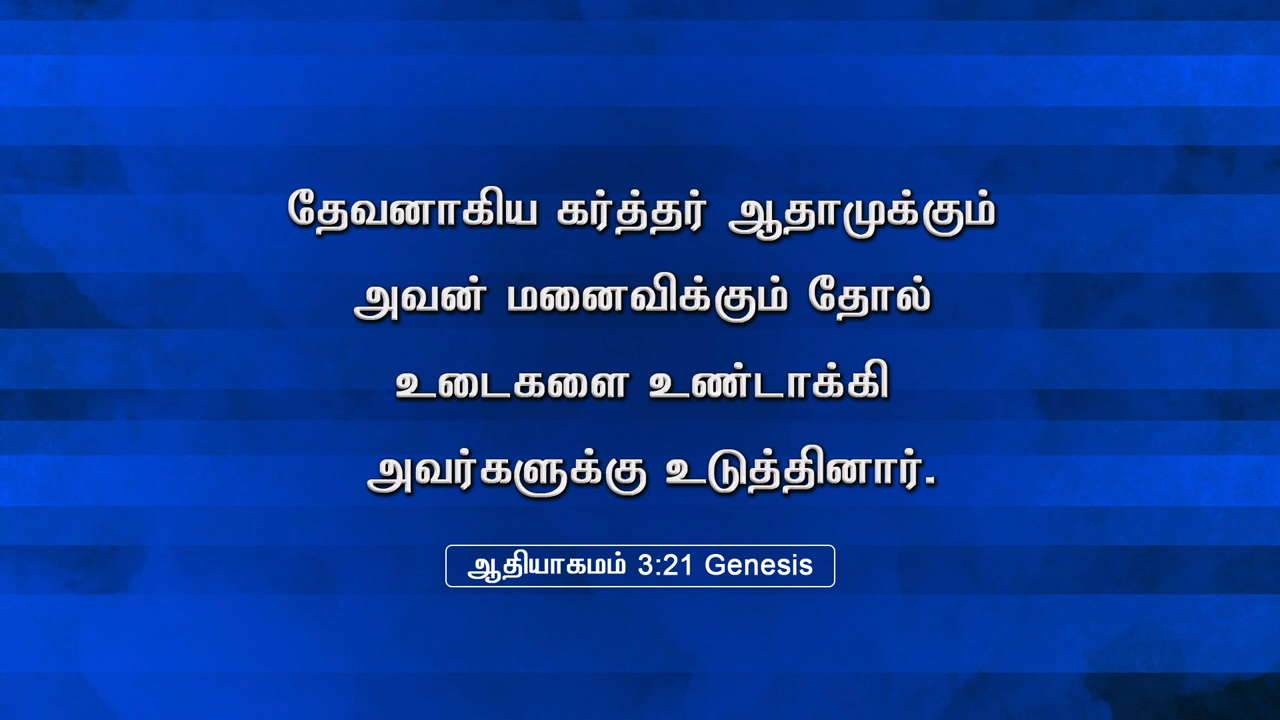 தேவனாகிய கர்த்தர் ஆதாமுக்கும்
அவன் மனைவிக்கும் தோல்
உடைகளை உண்டாக்கி
அவர்களுக்கு உடுத்தினார்.
ஆதியாகமம் 3:21 Genesis